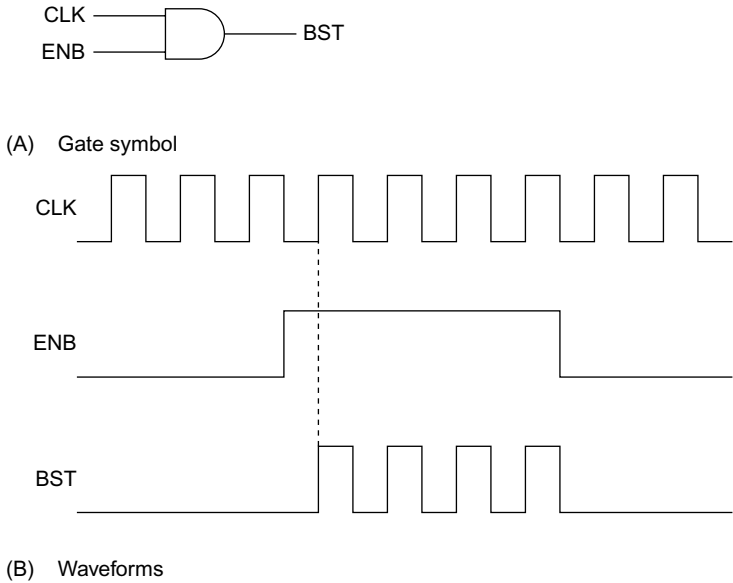 CLK
ENB
BST
(A) Gate symbol
CLK
ENB
BST
(B) Waveforms